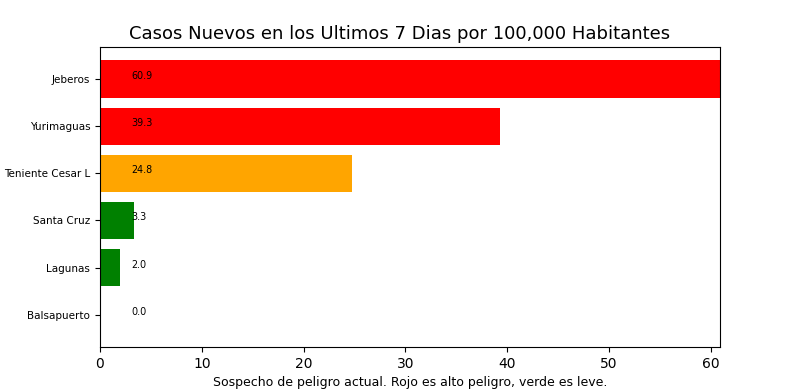 Casos Nuevos en los Ultimos 7 Dias por 100,000 Habitantes
Jeberos 60.9
Yurimaguas 39.3
Teniente Cesar L 24.8
Santa Cruz 3.3
Lagunas 2.0
Balsapuerto 0.0
0 10 20 30 40 50 60
Sospecho de peligro actual. Rojo es alto peligro, verde es leve.